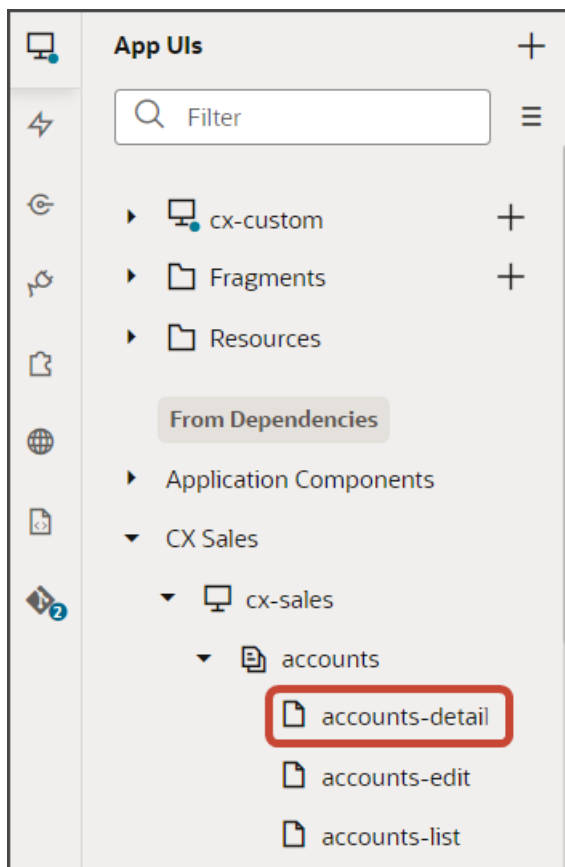 App UIs
Filter
cx-custom
Fragments
Resources
From Dependencies
Application Components
CX Sales
cx-sales
accounts
accounts-detail
2
accounts-edit
accounts-list